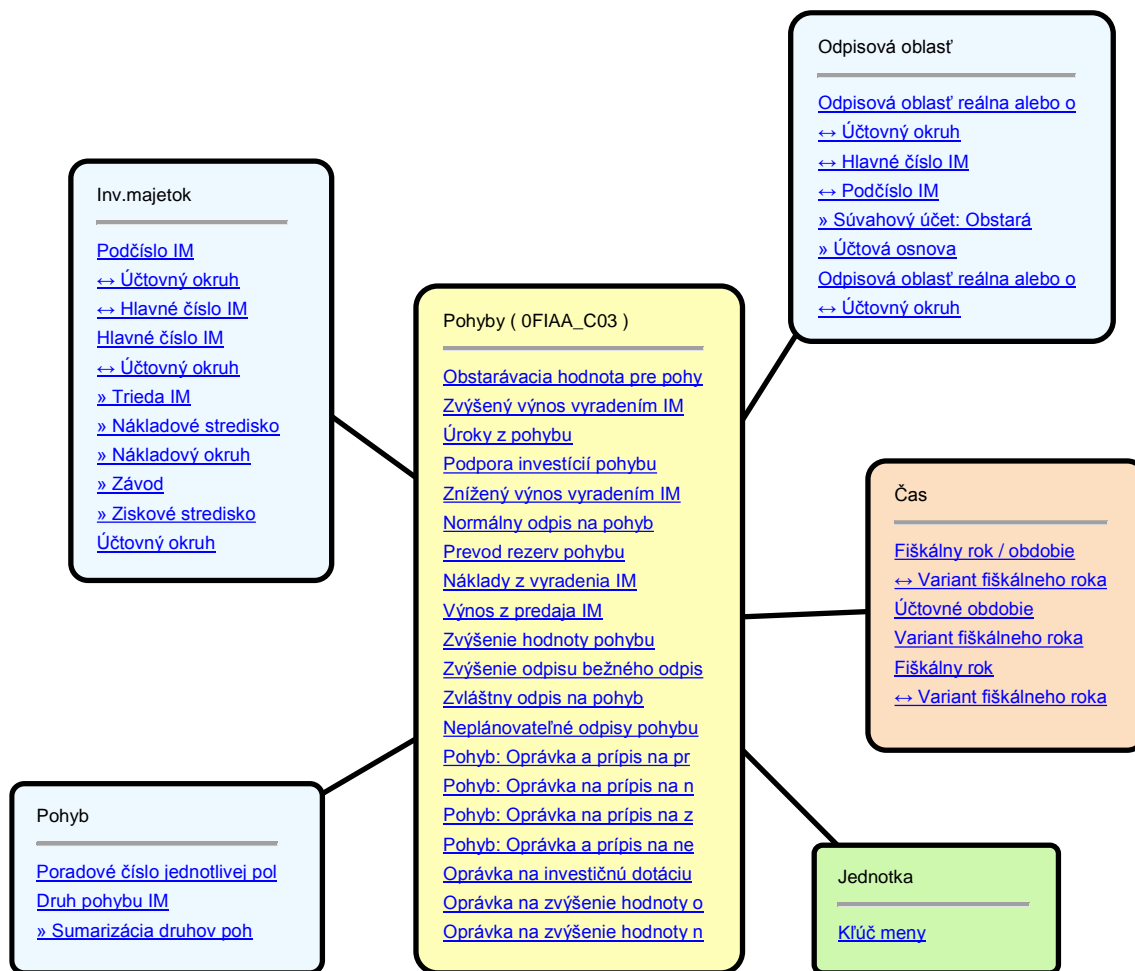 Odpisová oblasť
Odpisová oblasť reálna alebo o
↔ Účtovný okruh
↔ Hlavné číslo IM
↔ Podčíslo IM
» Súvahový účet: Obstará
» Účtová osnova
Odpisová oblasť reálna alebo o
↔ Účtovný okruh
Inv.majetok
Podčíslo IM
↔ Účtovný okruh
↔ Hlavné číslo IM
Hlavné číslo IM
↔ Účtovný okruh
» Trieda IM
» Nákladové stredisko
» Nákladový okruh
» Závod
» Ziskové stredisko
Účtovný okruh
Pohyby ( 0FIAA_C03 )
Obstarávacia hodnota pre pohy
Zvýšený výnos vyradením IM
Úroky z pohybu
Podpora investícií pohybu
Znížený výnos vyradením IM
Normálny odpis na pohyb
Prevod rezerv pohybu
Náklady z vyradenia IM
Výnos z predaja IM
Zvýšenie hodnoty pohybu
Zvýšenie odpisu bežného odpis
Zvláštny odpis na pohyb
Neplánovateľné odpisy pohybu
Pohyb: Oprávka a prípis na pr
Pohyb: Oprávka na prípis na n
Pohyb: Oprávka na prípis na z
Pohyb: Oprávka a prípis na ne
Oprávka na investičnú dotáciu
Oprávka na zvýšenie hodnoty o
Oprávka na zvýšenie hodnoty n
Čas
Fiškálny rok / obdobie
↔ Variant fiškálneho roka
Účtovné obdobie
Variant fiškálneho roka
Fiškálny rok
↔ Variant fiškálneho roka
Pohyb
Poradové číslo jednotlivej pol
Druh pohybu IM
» Sumarizácia druhov poh
Jednotka
Kľúč meny